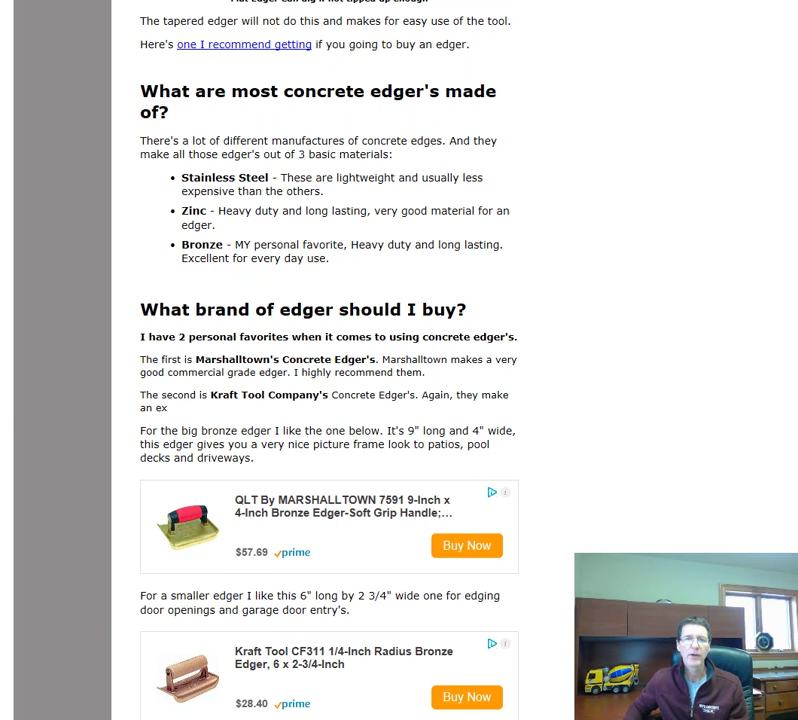 The tapered edger will not do this and makes for easy use of the tool.
Here's one I recommend getting if you going to buy an edger.
What are most concrete edger's made
of?
There's a lot of different manufactures of concrete edges. And they
make all those edger's out of 3 basic materials:
• Stainless Steel - These are lightweight and usually less
expensive than the others.
• Zinc - Heavy duty and long lasting, very good material for an
edger.
• Bronze - MY personal favorite, Heavy duty and long lasting.
Excellent for every day use.
What brand of edger should I buy?
I have 2 personal favorites when it comes to using concrete edger's.
The first is Marshalltown's Concrete Edger's. Marshalltown makes a very
good commercial grade edger. I highly recommend them.
The second is Kraft Tool Company's Concrete Edger's. Again, they make
an ex
For the big bronze edger I like the one below. It's 9" long and 4" wide,
this edger gives you a very nice picture frame look to patios, pool
decks and driveways.
QLT By MARSHALLTOWN 7591 9-Inch x
4-Inch Bronze Edger-Soft Grip Handle;...
$57.69 prime
Buy Now
For a smaller edger I like this 6" long by 2 3/4" wide one for edging
door openings and garage door entry's.
Kraft Tool CF311 1/4-Inch Radius Bronze
Edger, 6 x 2-3/4-Inch
$28.40 prime
Buy Now